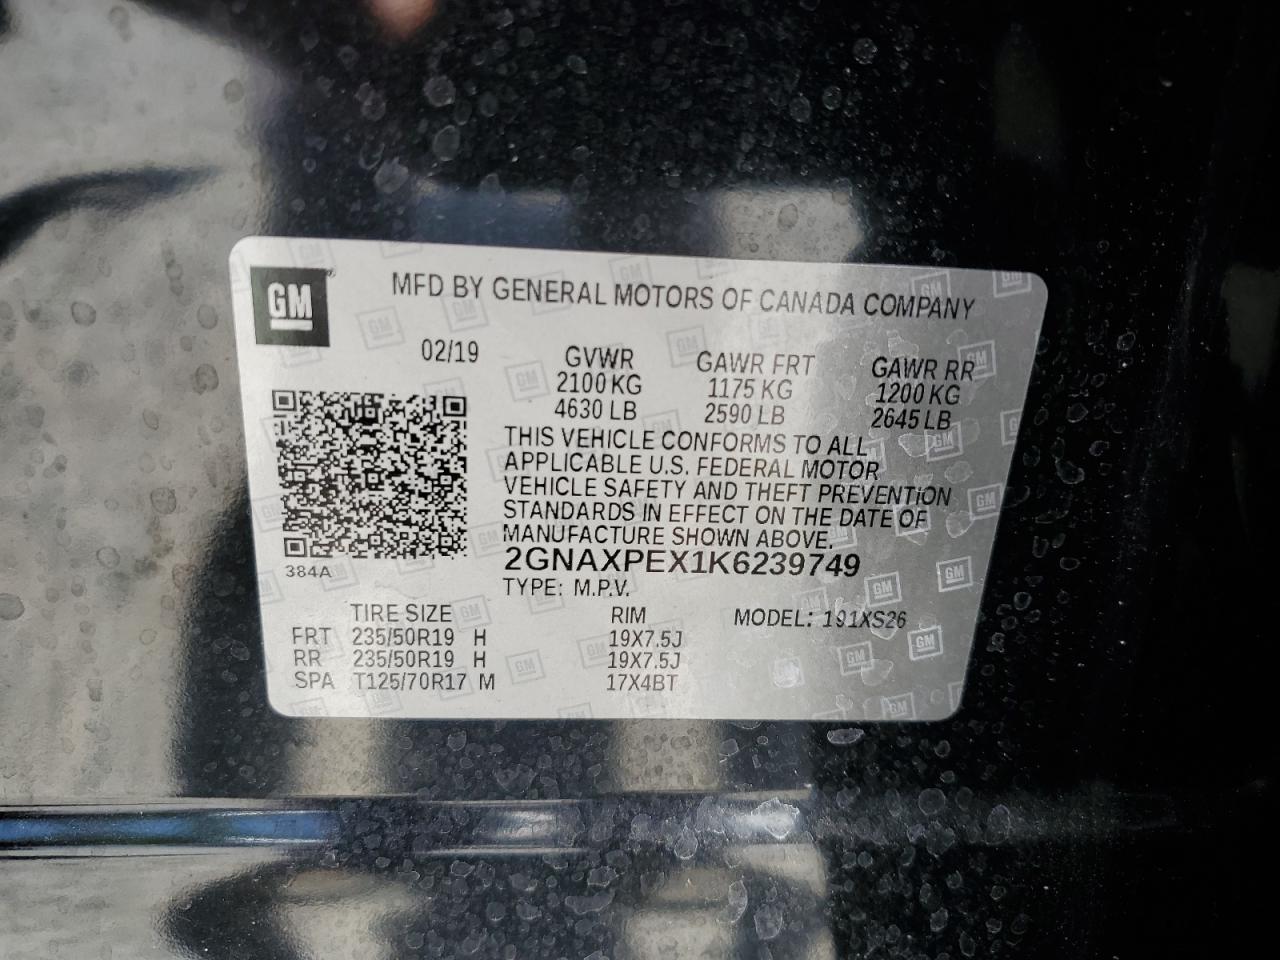 GM
MFD BY GENERAL MOTORS OF CANADA COMPANY
02/19 GVWR GAWR FRT GAWR RR
2100 KG 1175 KG 1200 KG
4630 LB 2590 LB 2645 LB
THIS VEHICLE CONFORMS TO ALL
APPLICABLE U.S. FEDERAL MOTOR
VEHICLE SAFETY AND THEFT PREVENTION
STANDARDS IN EFFECT ON THE DATE OF
MANUFACTURE SHOWN ABOVE.
2GNAXPEX1K6239749
384A
TYPE: M.P.V.
TIRE SIZE RIM MODEL: 191XS26
FRT 235/50R19 H 19X7.5J
RR 235/50R19 H 19X7.5J
SPA T125/70R17 M 17X4BT